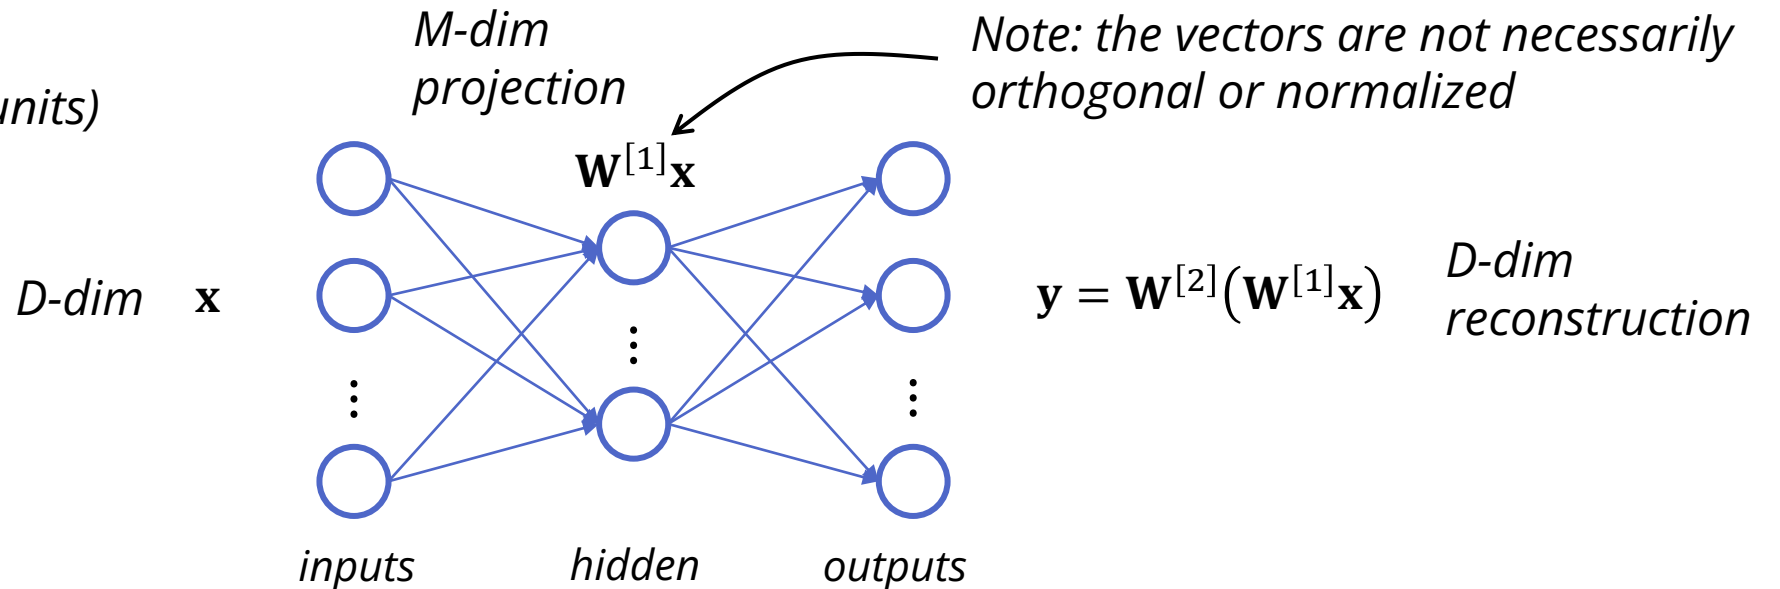 M-dim
projection
Note: the vectors are not necessarily
orthogonal or normalized
units)
W^{[1]}x
D-dim x
y = W^{[2]}(W^{[1]}x)
D-dim
reconstruction
⋮ ⋮ ⋮
inputs hidden outputs